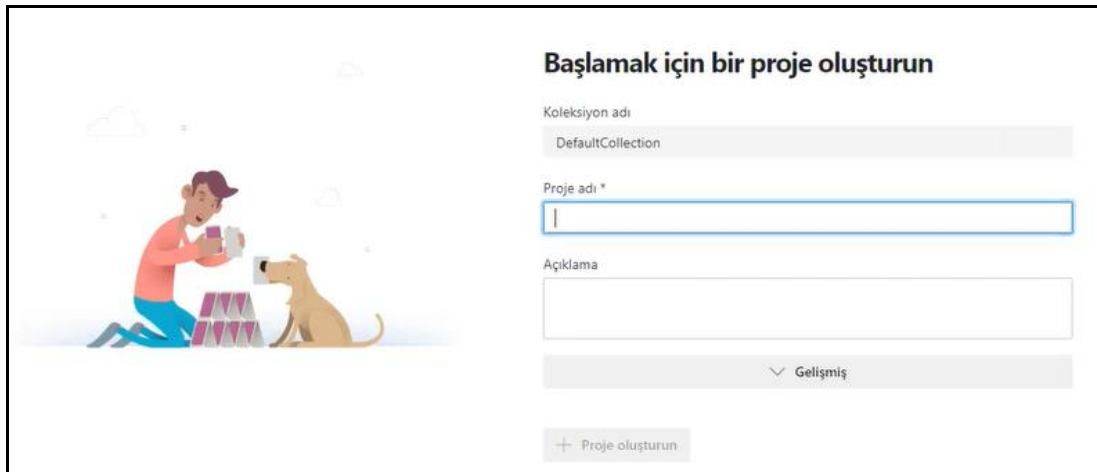 Başlamak için bir proje oluşturun
Koleksiyon adı
DefaultCollection
Proje adı *
Açıklama
Gelişmiş
+ Proje oluşturun